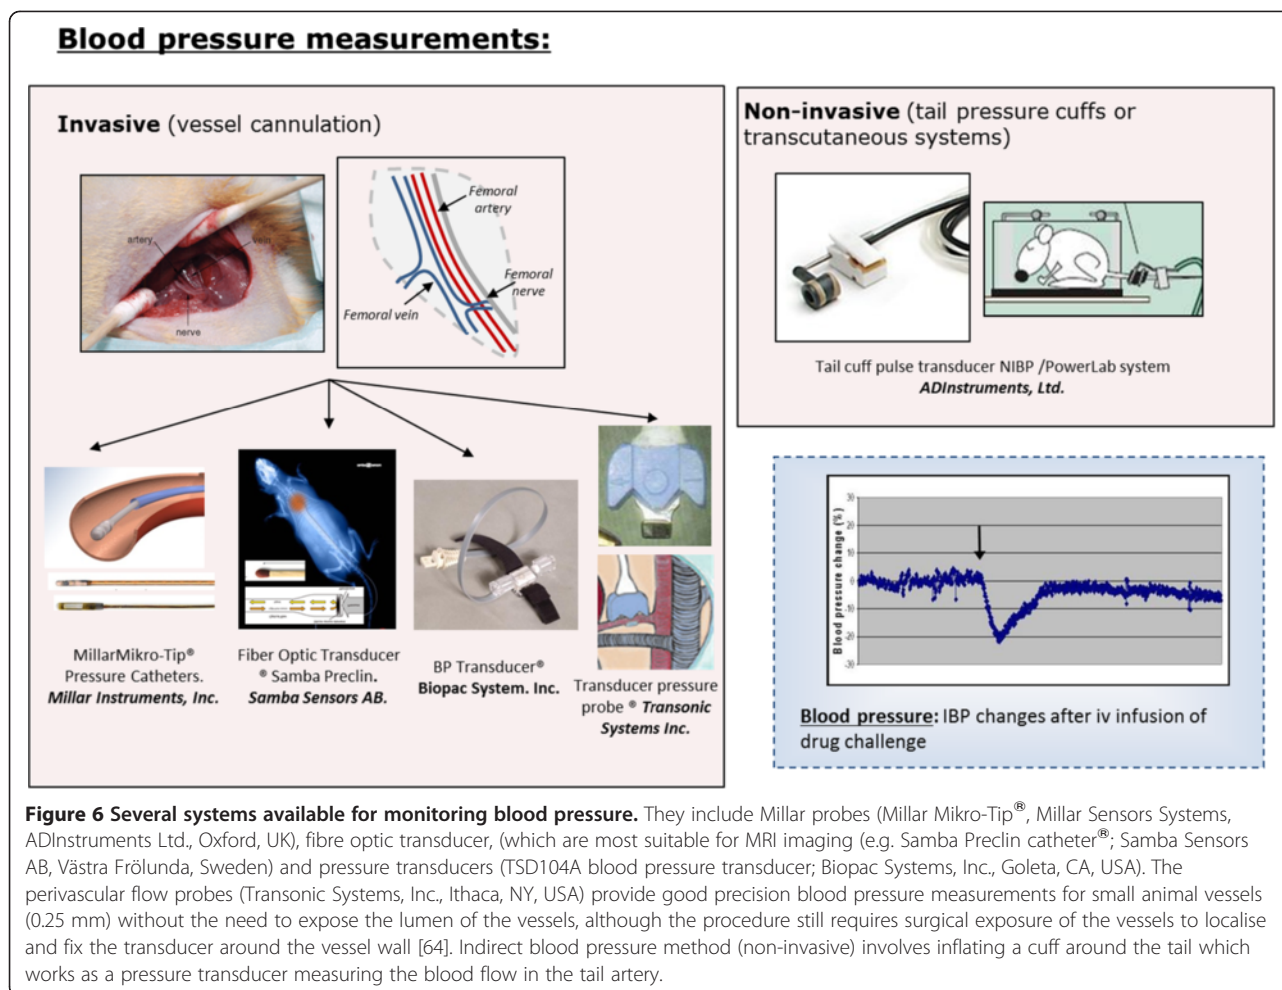 Blood pressure measurements:
Invasive (vessel cannulation)
artery
vein
nerve
Femoral
artery
Femoral
nerve
Femoral vein
MillarMikro-Tip®
Pressure Catheters.
Millar Instruments, Inc.
Fiber Optic Transducer
® Samba Preclin.
Samba Sensors AB.
BP Transducer®
Biopac System. Inc.
Transducer pressure
probe ® Transonic
Systems Inc.
Non-invasive (tail pressure cuffs or
transcutaneous systems)
Tail cuff pulse transducer NIBP /PowerLab system
ADInstruments, Ltd.
Blood pressure change (%)
30
20
10
0
-10
-20
-30
Blood pressure: IBP changes after iv infusion of
drug challenge
Figure 6 Several systems available for monitoring blood pressure. They include Millar probes (Millar Mikro-Tip®, Millar Sensors Systems,
ADInstruments Ltd., Oxford, UK), fibre optic transducer, (which are most suitable for MRI imaging (e.g. Samba Preclin catheter®; Samba Sensors
AB, Västra Frölunda, Sweden) and pressure transducers (TSD104A blood pressure transducer; Biopac Systems, Inc., Goleta, CA, USA). The
perivascular flow probes (Transonic Systems, Inc., Ithaca, NY, USA) provide good precision blood pressure measurements for small animal vessels
(0.25 mm) without the need to expose the lumen of the vessels, although the procedure still requires surgical exposure of the vessels to localise
and fix the transducer around the vessel wall [64]. Indirect blood pressure method (non-invasive) involves inflating a cuff around the tail which
works as a pressure transducer measuring the blood flow in the tail artery.